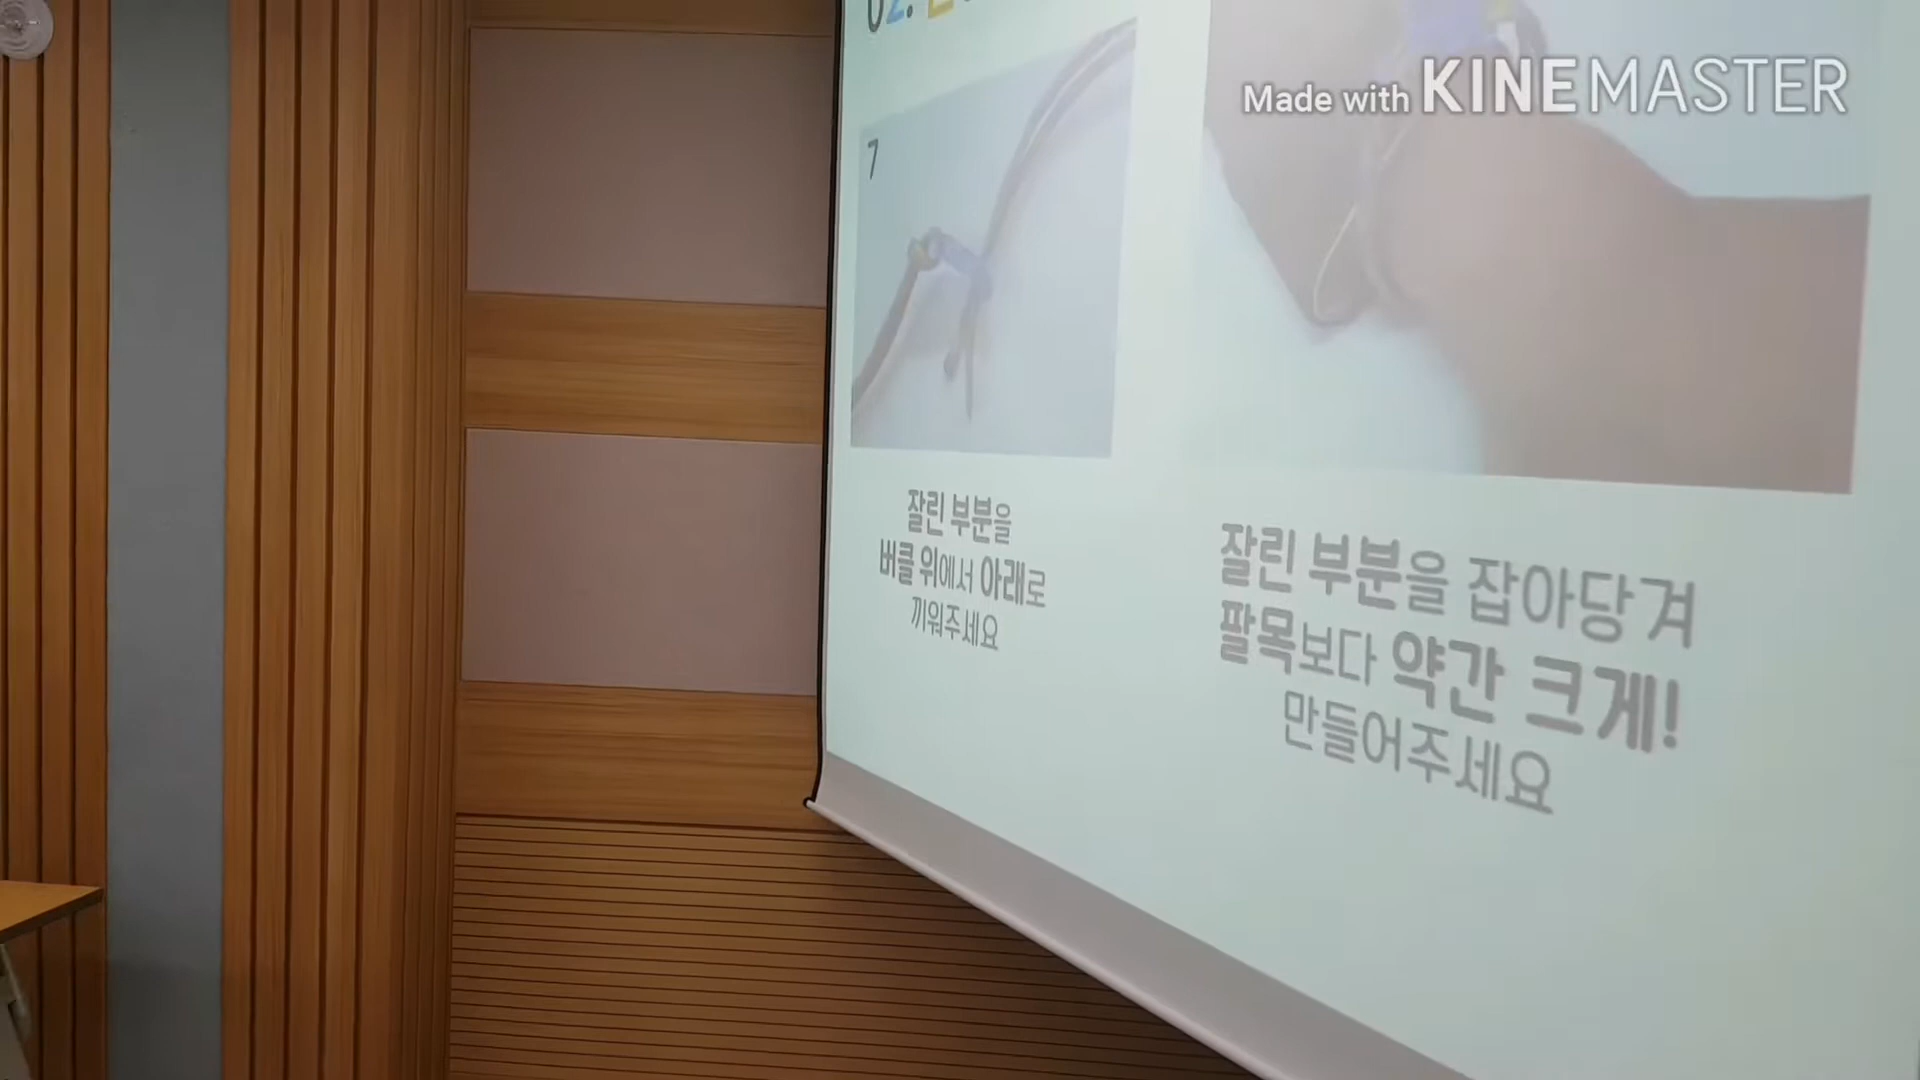 02.
Made with KINEMASTER
7
잘린 부분을
버클 위에서 아래로
끼워주세요
잘린 부분을 잡아당겨
팔목보다 약간 크게!
만들어주세요